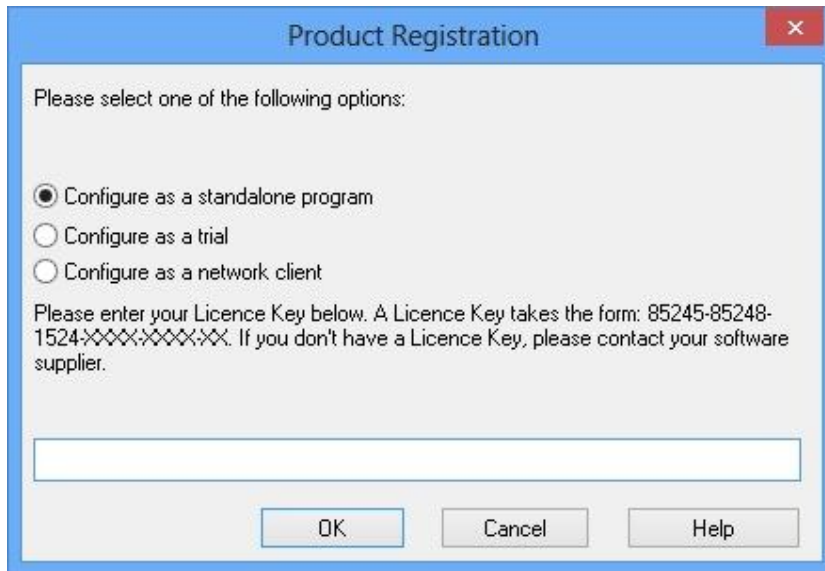 Product Registration
Please select one of the following options:
Configure as a standalone program
Configure as a trial
Configure as a network client
Please enter your Licence Key below. A Licence Key takes the form: 85245-85248-
1524-XXXX-XXXX-XX. If you don't have a Licence Key, please contact your software
supplier.
OK
Cancel
Help